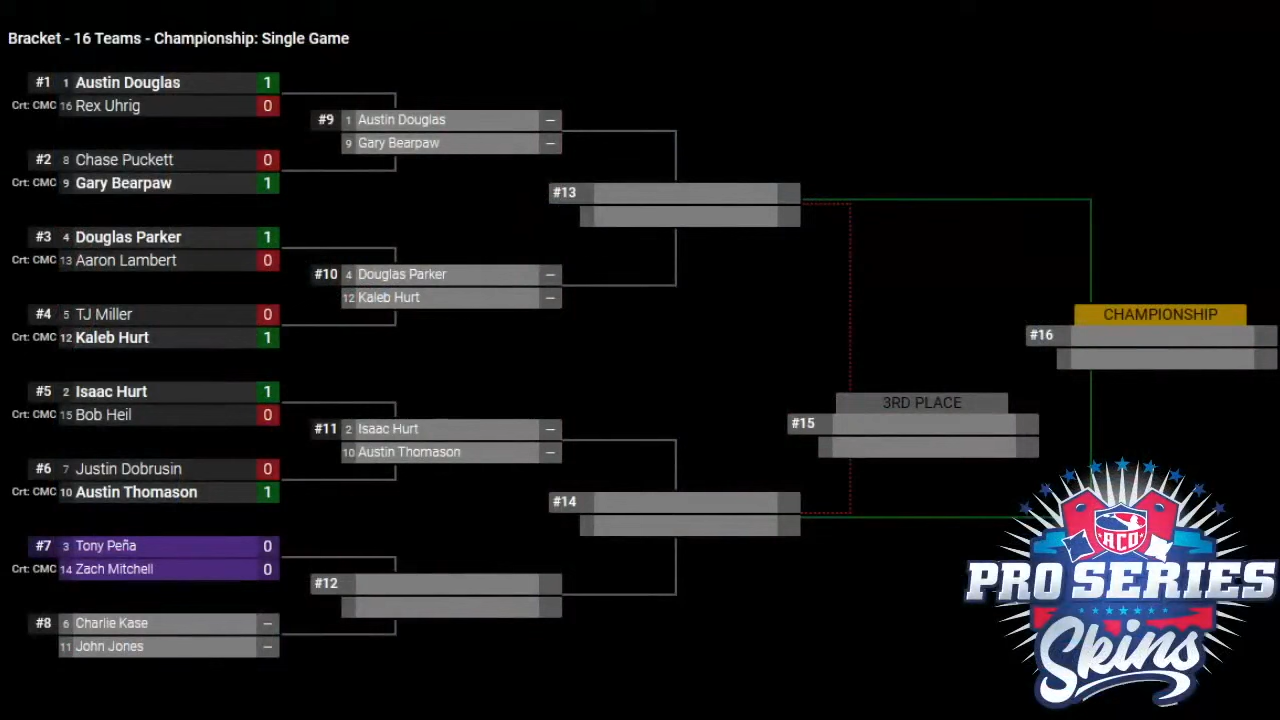 Bracket - 16 Teams - Championship: Single Game
#1 1 Austin Douglas 1
Crt: CMC 16 Rex Uhrig 0
#2 8 Chase Puckett 0
Crt: CMC 9 Gary Bearpaw 1
#3 4 Douglas Parker 1
Crt: CMC 13 Aaron Lambert 0
#4 5 TJ Miller 0
Crt: CMC 12 Kaleb Hurt 1
#5 2 Isaac Hurt 1
Crt: CMC 15 Bob Heil 0
#6 7 Justin Dobrusin 0
Crt: CMC 10 Austin Thomason 1
#7 3 Tony Peña 0
Crt: CMC 14 Zach Mitchell 0
#8 6 Charlie Kase –
11 John Jones –
#9 1 Austin Douglas –
9 Gary Bearpaw –
#10 4 Douglas Parker –
12 Kaleb Hurt –
#11 2 Isaac Hurt –
10 Austin Thomason –
#12
#13
#14
3RD PLACE
#15
CHAMPIONSHIP
#16
ACO
PRO SERIES
Skins